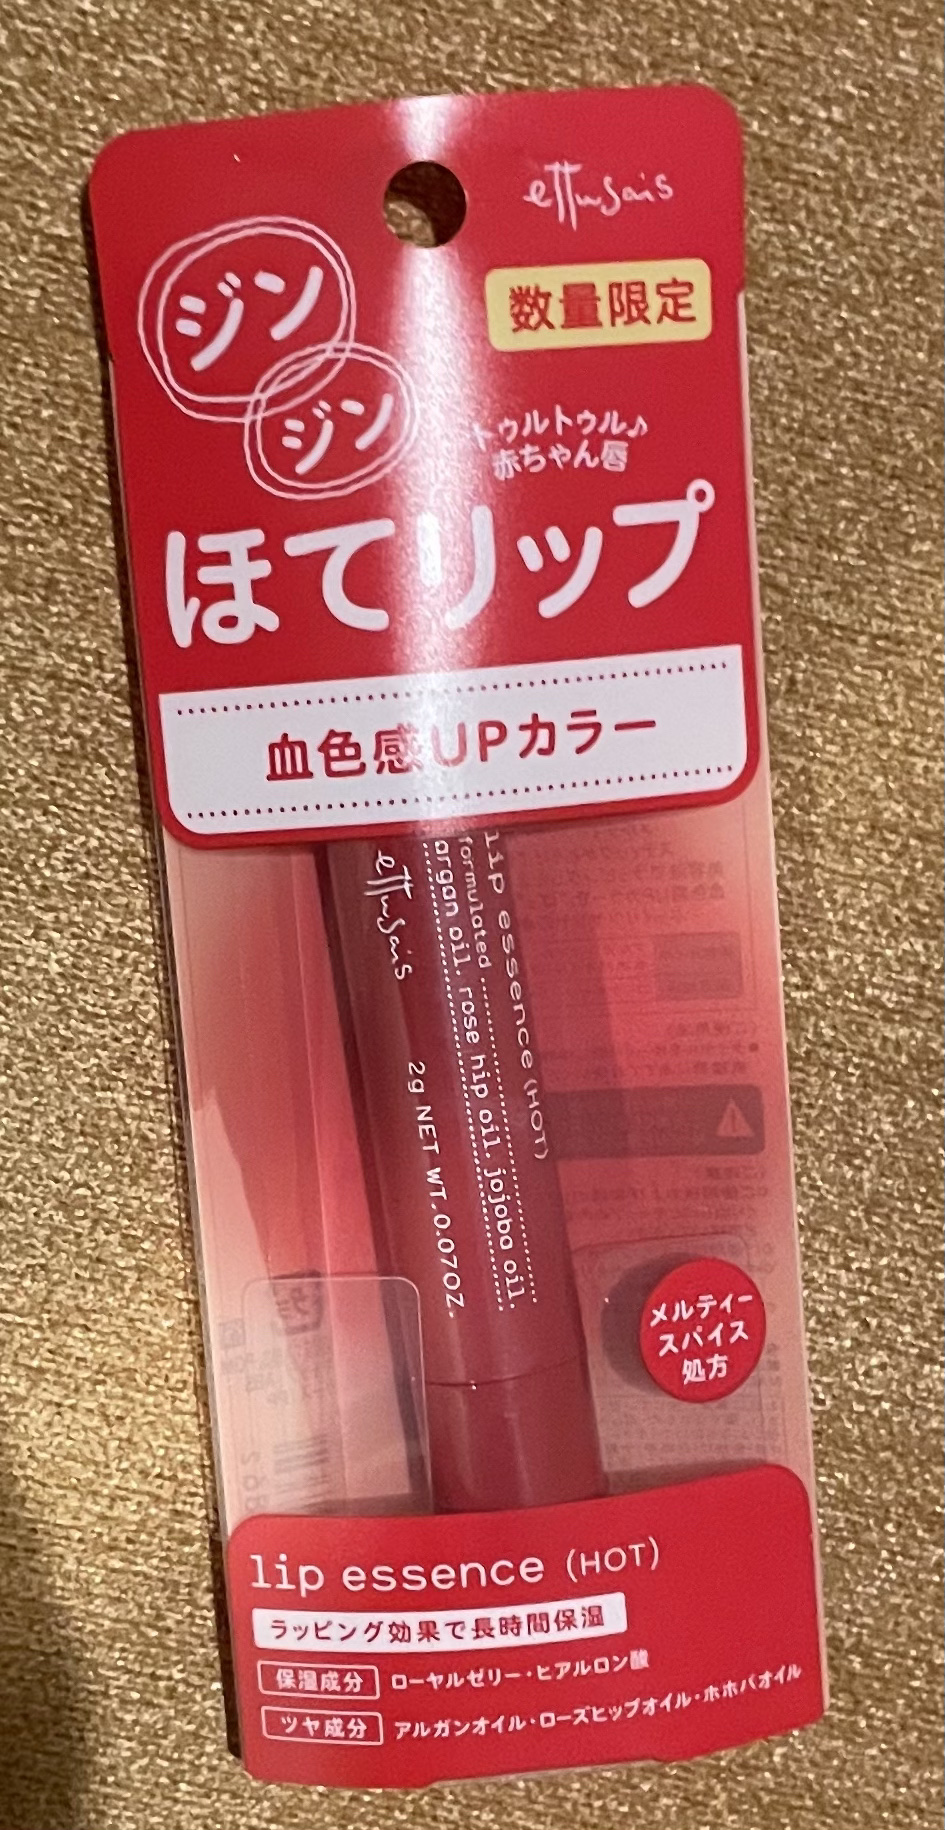 ettusais
ジン
ジン
数量限定
トゥルトゥル♪
赤ちゃん唇
ほてリップ
血色感UPカラー
lip essence (HOT)
formulated
argan oil. rose hip oil. jojoba oil.
ettusais
2g NET WT.0.07OZ.
メルティー
スパイス
処方
lip essence (HOT)
ラッピング効果で長時間保湿
保湿成分 ローヤルゼリー・ヒアルロン酸
ツヤ成分 アルガンオイル・ローズヒップオイル・ホホバオイル